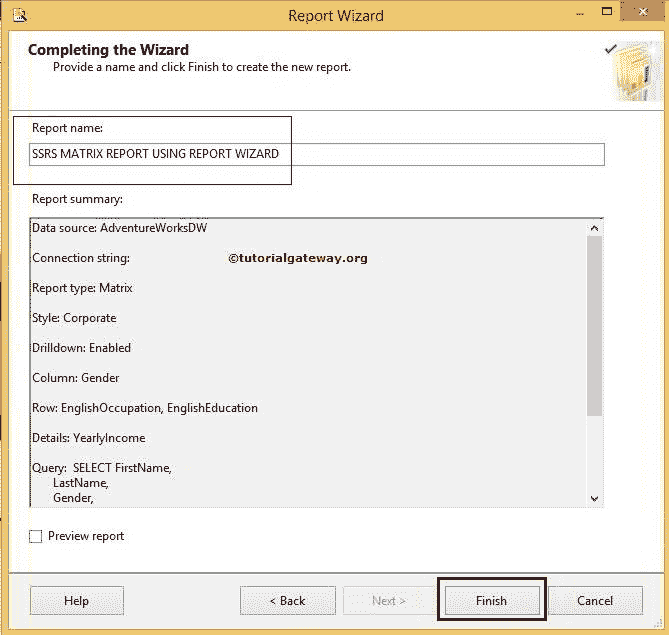 Report Wizard
Completing the Wizard
Provide a name and click Finish to create the new report.
Report name:
SSRS MATRIX REPORT USING REPORT WIZARD
Report summary:
Data source: AdventureWorksDW
Connection string:
©tutorialgateway.org
Report type: Matrix
Style: Corporate
Drilldown: Enabled
Column: Gender
Row: EnglishOccupation, EnglishEducation
Details: YearlyIncome
Query:  SELECT FirstName,
LastName,
Gender,
Preview report
Help
< Back
Next >
Finish
Cancel